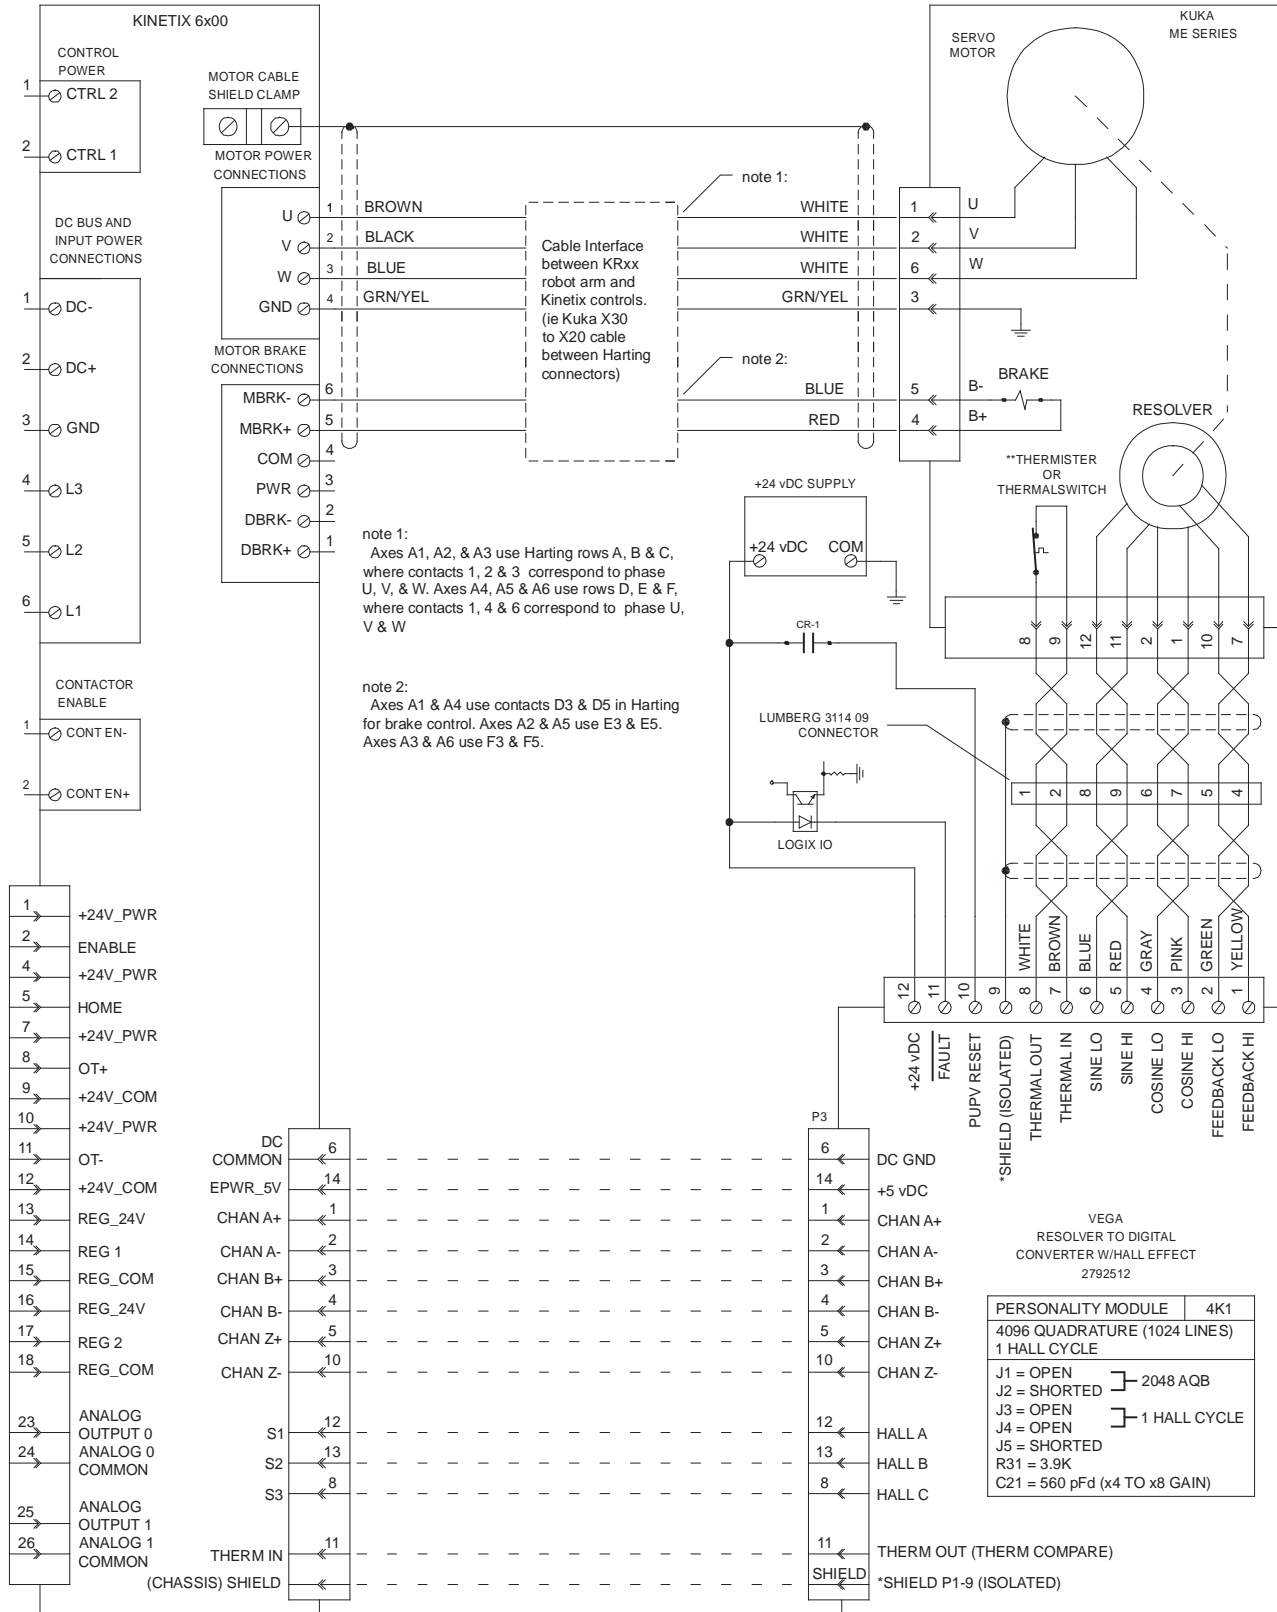 KINETIX 6x00
CONTROL
POWER
1
CTRL 2
2
CTRL 1
DC BUS AND
INPUT POWER
CONNECTIONS
1
DC-
2
DC+
3
GND
4
L3
5
L2
6
L1
CONTACTOR
ENABLE
1
CONT EN-
2
CONT EN+
MOTOR CABLE
SHIELD CLAMP
MOTOR POWER
CONNECTIONS
U 1 BROWN
V 2 BLACK
W 3 BLUE
GND 4 GRN/YEL
MOTOR BRAKE
CONNECTIONS
MBRK- 6
MBRK+ 5
COM 4
PWR 3
DBRK- 2
DBRK+ 1
Cable Interface
between KRxx
robot arm and
Kinetix controls.
(ie Kuka X30
to X20 cable
between Harting
connectors)
note 1:
WHITE 1 U
WHITE 2 V
WHITE 6 W
GRN/YEL 3
note 2:
BLUE 5 B-
RED 4 B+
BRAKE
KUKA
ME SERIES
SERVO
MOTOR
RESOLVER
**THERMISTER
OR
THERMALSWITCH
note 1:
Axes A1, A2, & A3 use Harting rows A, B & C,
where contacts 1, 2 & 3 correspond to phase
U, V, & W. Axes A4, A5 & A6 use rows D, E & F,
where contacts 1, 4 & 6 correspond to phase U,
V & W
note 2:
Axes A1 & A4 use contacts D3 & D5 in Harting
for brake control. Axes A2 & A5 use E3 & E5.
Axes A3 & A6 use F3 & F5.
+24 vDC SUPPLY
+24 vDC COM
CR-1
LUMBERG 3114 09
CONNECTOR
LOGIX IO
8 9 12 11 2 1 10 7
1 2 8 9 6 7 5 4
WHITE
BROWN
BLUE
RED
GRAY
PINK
GREEN
YELLOW
12 11 10 9 8 7 6 5 4 3 2 1
+24 vDC
FAULT
PUPV RESET
*SHIELD (ISOLATED)
THERMAL OUT
THERMAL IN
SINE LO
SINE HI
COSINE LO
COSINE HI
FEEDBACK LO
FEEDBACK HI
1 +24V_PWR
2 ENABLE
4 +24V_PWR
5 HOME
7 +24V_PWR
8 OT+
9 +24V_COM
10 +24V_PWR
11 OT-
12 +24V_COM
13 REG_24V
14 REG 1
15 REG_COM
16 REG_24V
17 REG 2
18 REG_COM
23 ANALOG
OUTPUT 0
24 ANALOG 0
COMMON
25 ANALOG
OUTPUT 1
26 ANALOG 1
COMMON
DC
COMMON 6
EPWR_5V 14
CHAN A+ 1
CHAN A- 2
CHAN B+ 3
CHAN B- 4
CHAN Z+ 5
CHAN Z- 10
S1 12
S2 13
S3 8
THERM IN 11
(CHASSIS) SHIELD
P3
6 DC GND
14 +5 vDC
1 CHAN A+
2 CHAN A-
3 CHAN B+
4 CHAN B-
5 CHAN Z+
10 CHAN Z-
12 HALL A
13 HALL B
8 HALL C
11 THERM OUT (THERM COMPARE)
SHIELD *SHIELD P1-9 (ISOLATED)
VEGA
RESOLVER TO DIGITAL
CONVERTER W/HALL EFFECT
2792512
PERSONALITY MODULE 4K1
4096 QUADRATURE (1024 LINES)
1 HALL CYCLE
J1 = OPEN
J2 = SHORTED
2048 AQB
J3 = OPEN
J4 = OPEN
1 HALL CYCLE
J5 = SHORTED
R31 = 3.9K
C21 = 560 pFd (x4 TO x8 GAIN)